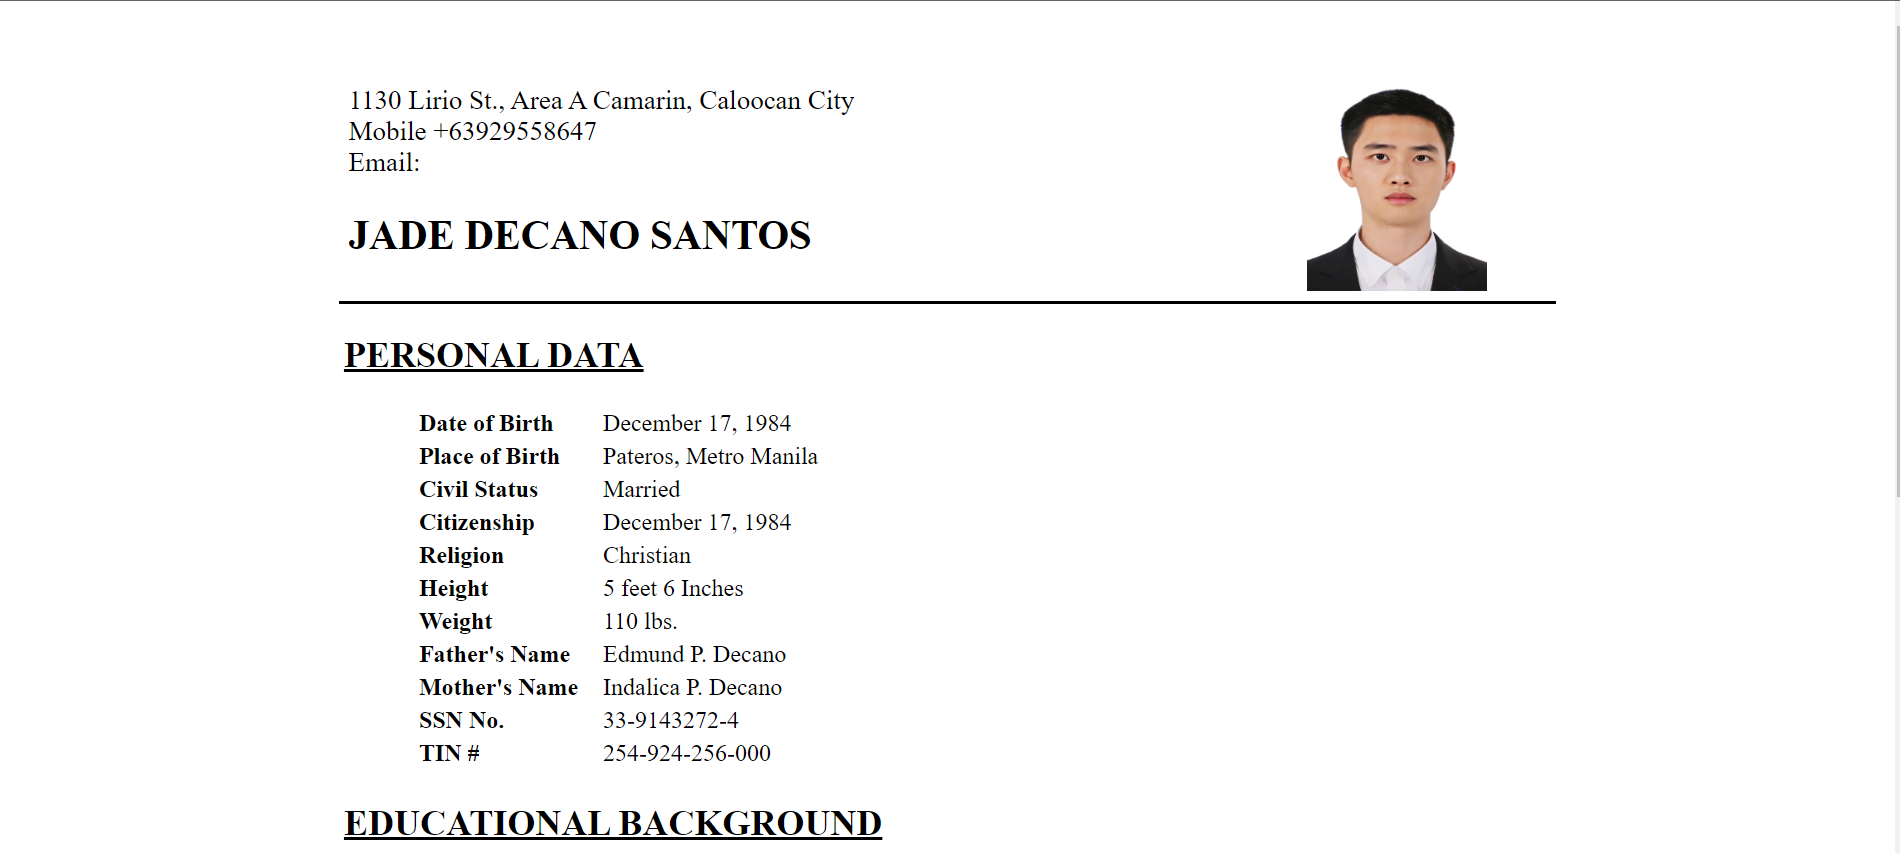 1130 Lirio St., Area A Camarin, Caloocan City
Mobile +63929558647
Email:
JADE DECANO SANTOS
PERSONAL DATA
Date of Birth December 17, 1984
Place of Birth Pateros, Metro Manila
Civil Status Married
Citizenship December 17, 1984
Religion Christian
Height 5 feet 6 Inches
Weight 110 lbs.
Father's Name Edmund P. Decano
Mother's Name Indalica P. Decano
SSN No. 33-9143272-4
TIN # 254-924-256-000
EDUCATIONAL BACKGROUND